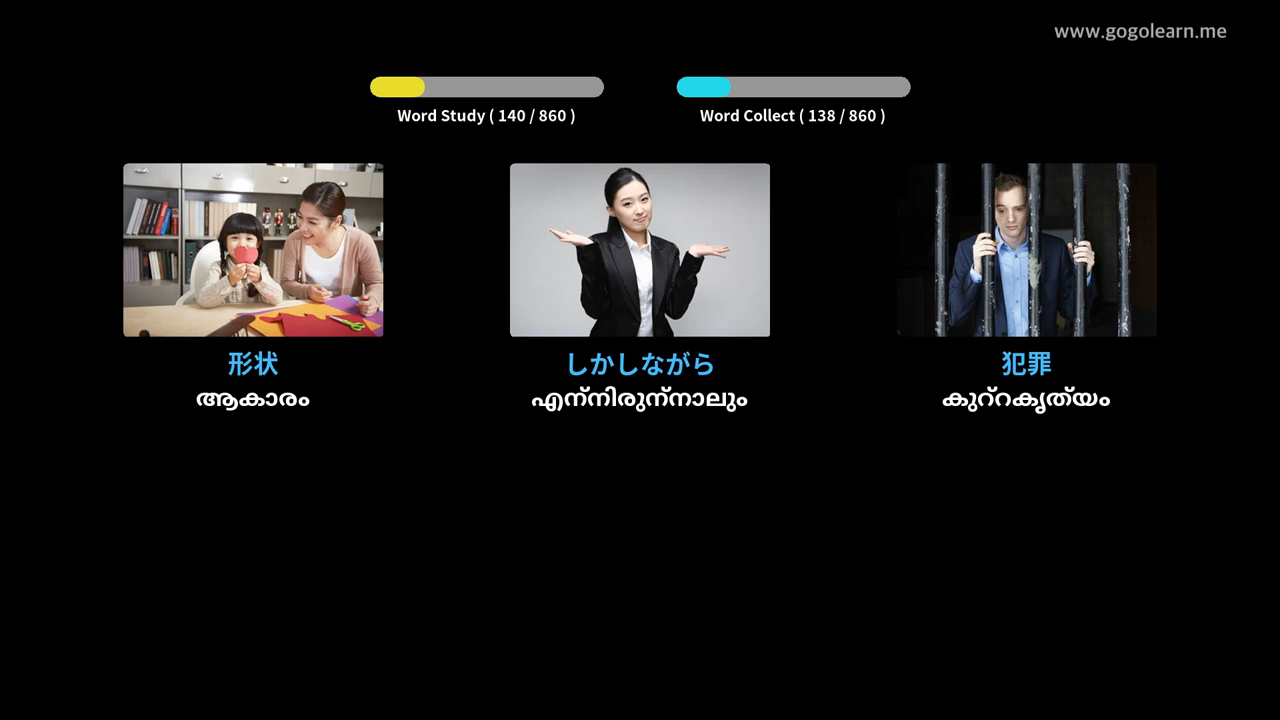 www.gogolearn.me
Word Study ( 140 / 860 )
Word Collect ( 138 / 860 )
形状
ആകാരം
しかしながら
എന്നിരുന്നാലും
犯罪
കുറ്റകൃത്യം